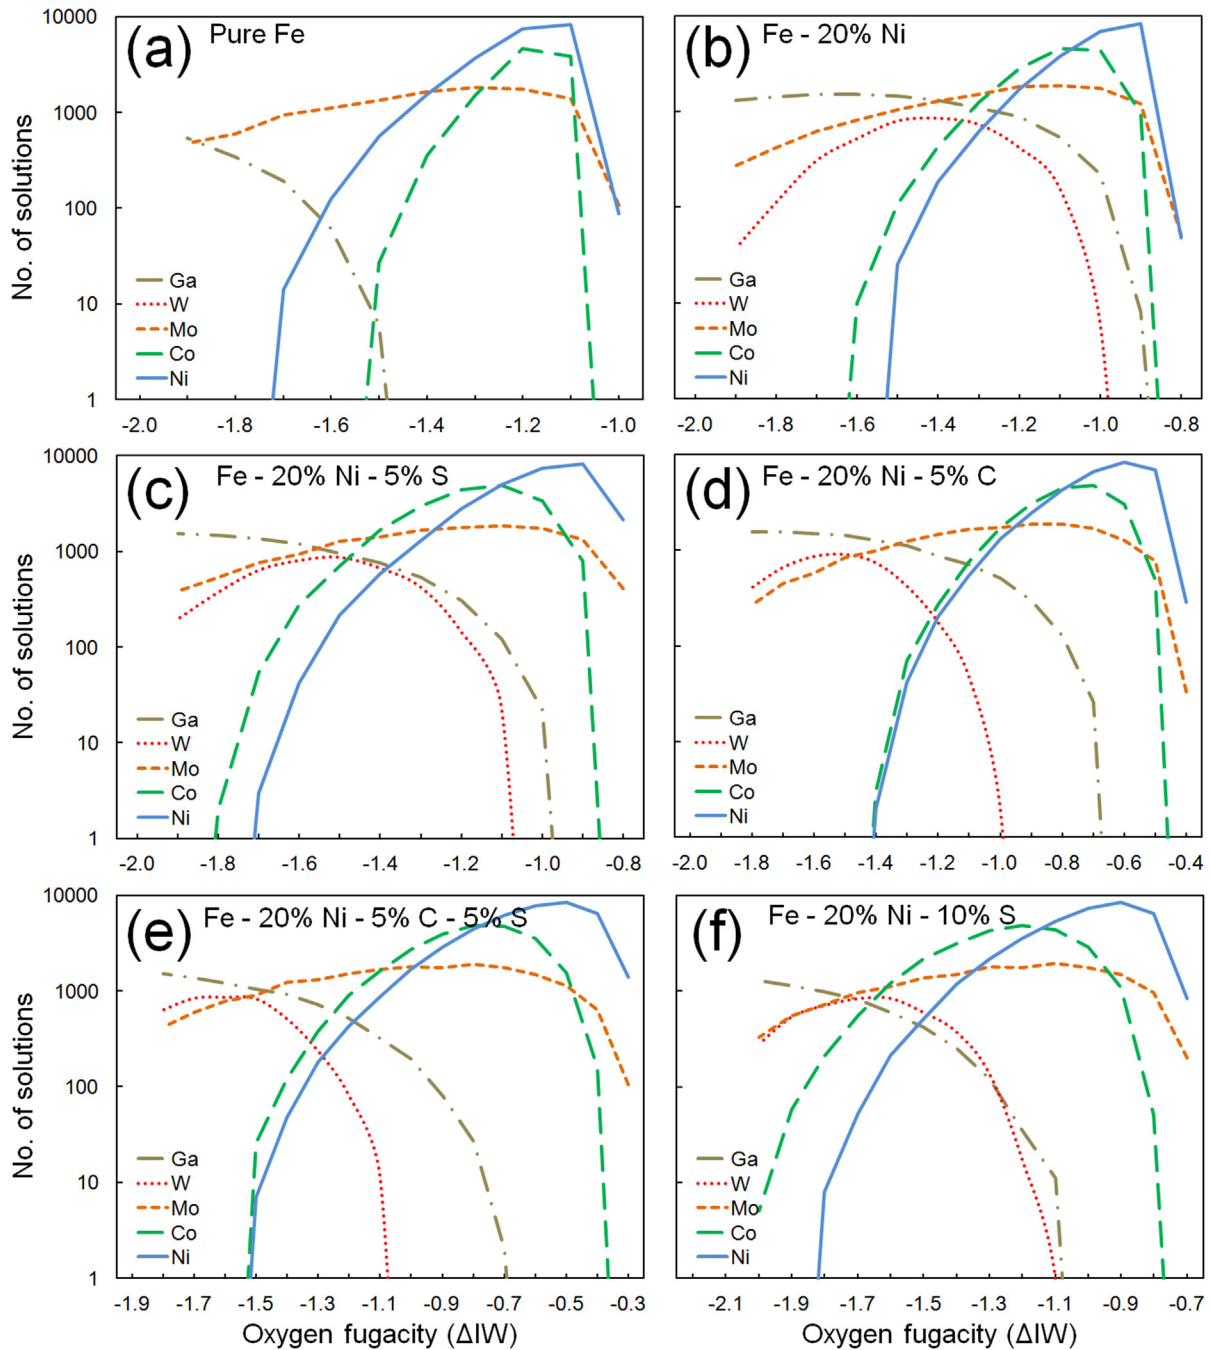 (a) Pure Fe
No. of solutions
10000
1000
100
10
1
Ga
W
Mo
Co
Ni
-2.0 -1.8 -1.6 -1.4 -1.2 -1.0
(b) Fe - 20% Ni
Ga
W
Mo
Co
Ni
-2.0 -1.8 -1.6 -1.4 -1.2 -1.0 -0.8
(c) Fe - 20% Ni - 5% S
No. of solutions
10000
1000
100
10
1
Ga
W
Mo
Co
Ni
-2.0 -1.8 -1.6 -1.4 -1.2 -1.0 -0.8
(d) Fe - 20% Ni - 5% C
Ga
W
Mo
Co
Ni
-2.0 -1.8 -1.6 -1.4 -1.2 -1.0 -0.8 -0.6 -0.4
(e) Fe - 20% Ni - 5% C - 5% S
No. of solutions
10000
1000
100
10
1
Ga
W
Mo
Co
Ni
-1.9 -1.7 -1.5 -1.3 -1.1 -0.9 -0.7 -0.5 -0.3
Oxygen fugacity (ΔIW)
(f) Fe - 20% Ni - 10% S
Ga
W
Mo
Co
Ni
-2.1 -1.9 -1.7 -1.5 -1.3 -1.1 -0.9 -0.7
Oxygen fugacity (ΔIW)